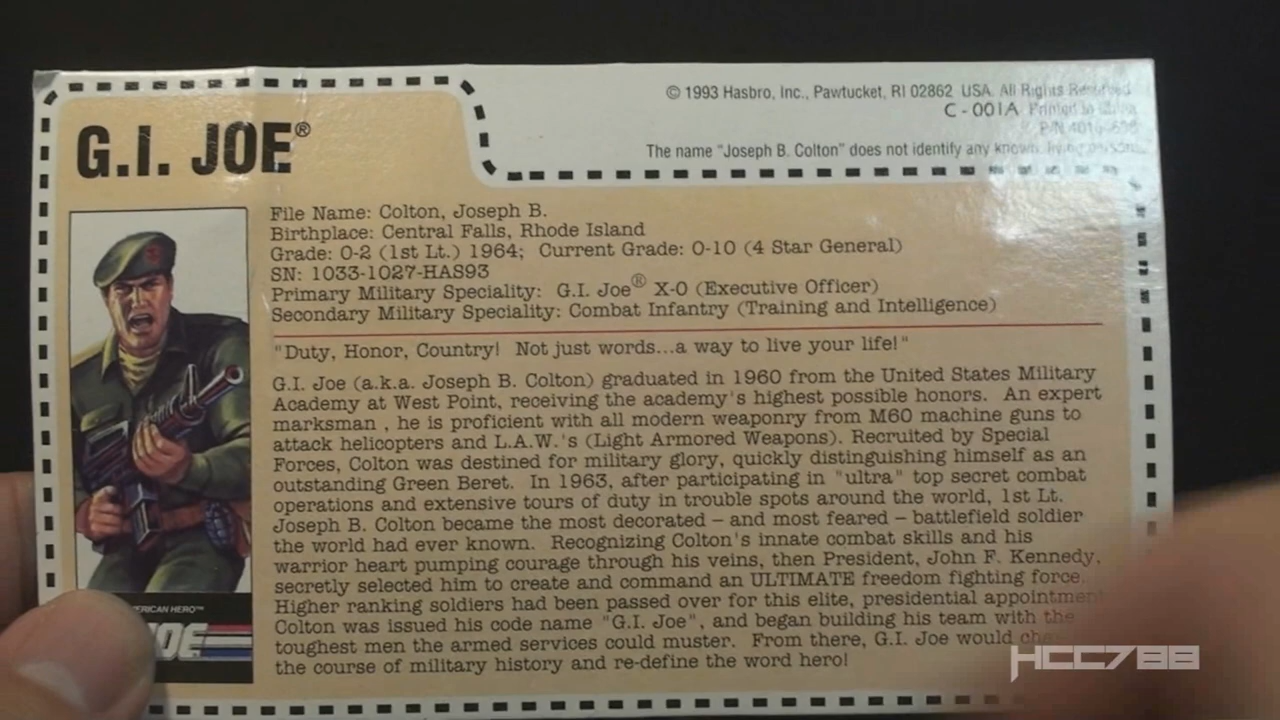 © 1993 Hasbro, Inc., Pawtucket, RI 02862 USA. All Rights Reserved
C-001A Printed in China
The name "Joseph B. Colton" does not identify any known living person.
G.I. JOE®
File Name: Colton, Joseph B.
Birthplace: Central Falls, Rhode Island
Grade: 0-2 (1st Lt.) 1964; Current Grade: 0-10 (4 Star General)
SN: 1033-1027-HAS93
Primary Military Speciality: G.I. Joe® X-0 (Executive Officer)
Secondary Military Speciality: Combat Infantry (Training and Intelligence)
"Duty, Honor, Country! Not just words...a way to live your life!"
G.I. Joe (a.k.a. Joseph B. Colton) graduated in 1960 from the United States Military
Academy at West Point, receiving the academy's highest possible honors. An expert
marksman , he is proficient with all modern weaponry from M60 machine guns to
attack helicopters and L.A.W.'s (Light Armored Weapons). Recruited by Special
Forces, Colton was destined for military glory, quickly distinguishing himself as an
outstanding Green Beret. In 1963, after participating in "ultra" top secret combat
operations and extensive tours of duty in trouble spots around the world, 1st Lt.
Joseph B. Colton became the most decorated – and most feared – battlefield soldier
the world had ever known. Recognizing Colton's innate combat skills and his
warrior heart pumping courage through his veins, then President, John F. Kennedy,
secretly selected him to create and command an ULTIMATE freedom fighting force.
Higher ranking soldiers had been passed over for this elite, presidential appointment
Colton was issued his code name "G.I. Joe", and began building his team with the
toughest men the armed services could muster. From there, G.I. Joe would
the course of military history and re-define the word hero!
ERICAN HERO™
JOE
HCC788